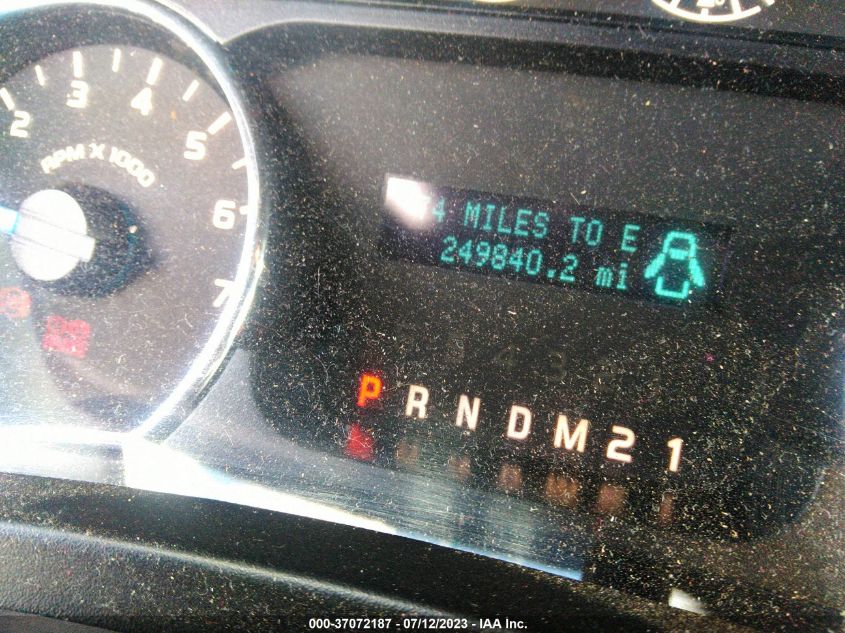 2 3 4 5 6 7
RPM X 1000
4 MILES TO E
249840.2 mi
P R N D M 2 1
000-37072187 - 07/12/2023 - IAA Inc.